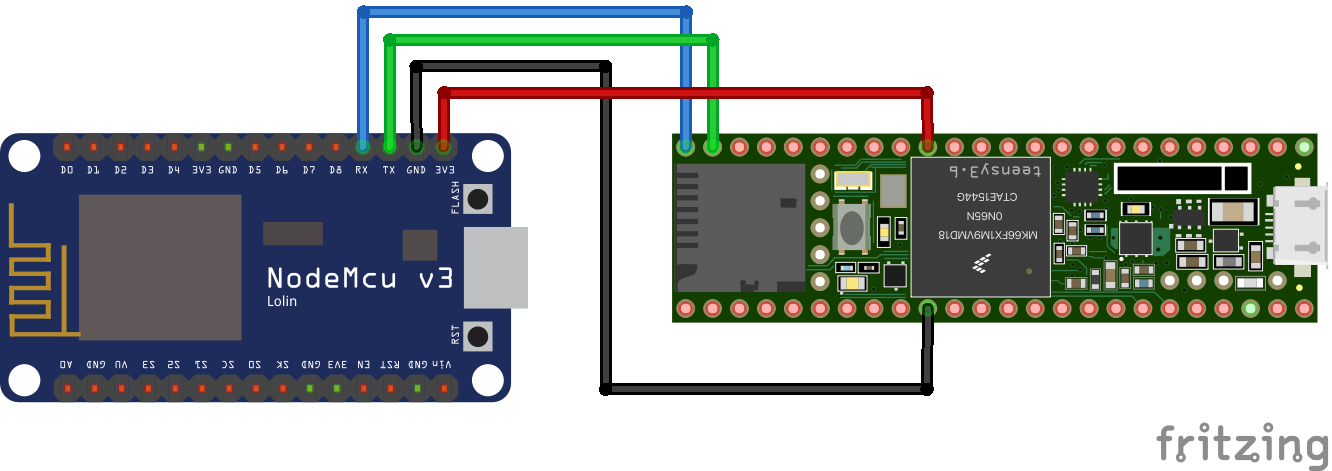 D0 D1 D2 D3 D4 3V3 GND D5 D6 D7 D8 RX TX GND 3V3
FLASH
NodeMcu v3
Lolin
RST
A0 GND VU S3 S2 S1 SC S0 SK GND 3V3 EN RST GND Vin
teensy3.6
CTAE1544G
0N65N
MK66FX1M9VMD18
fritzing